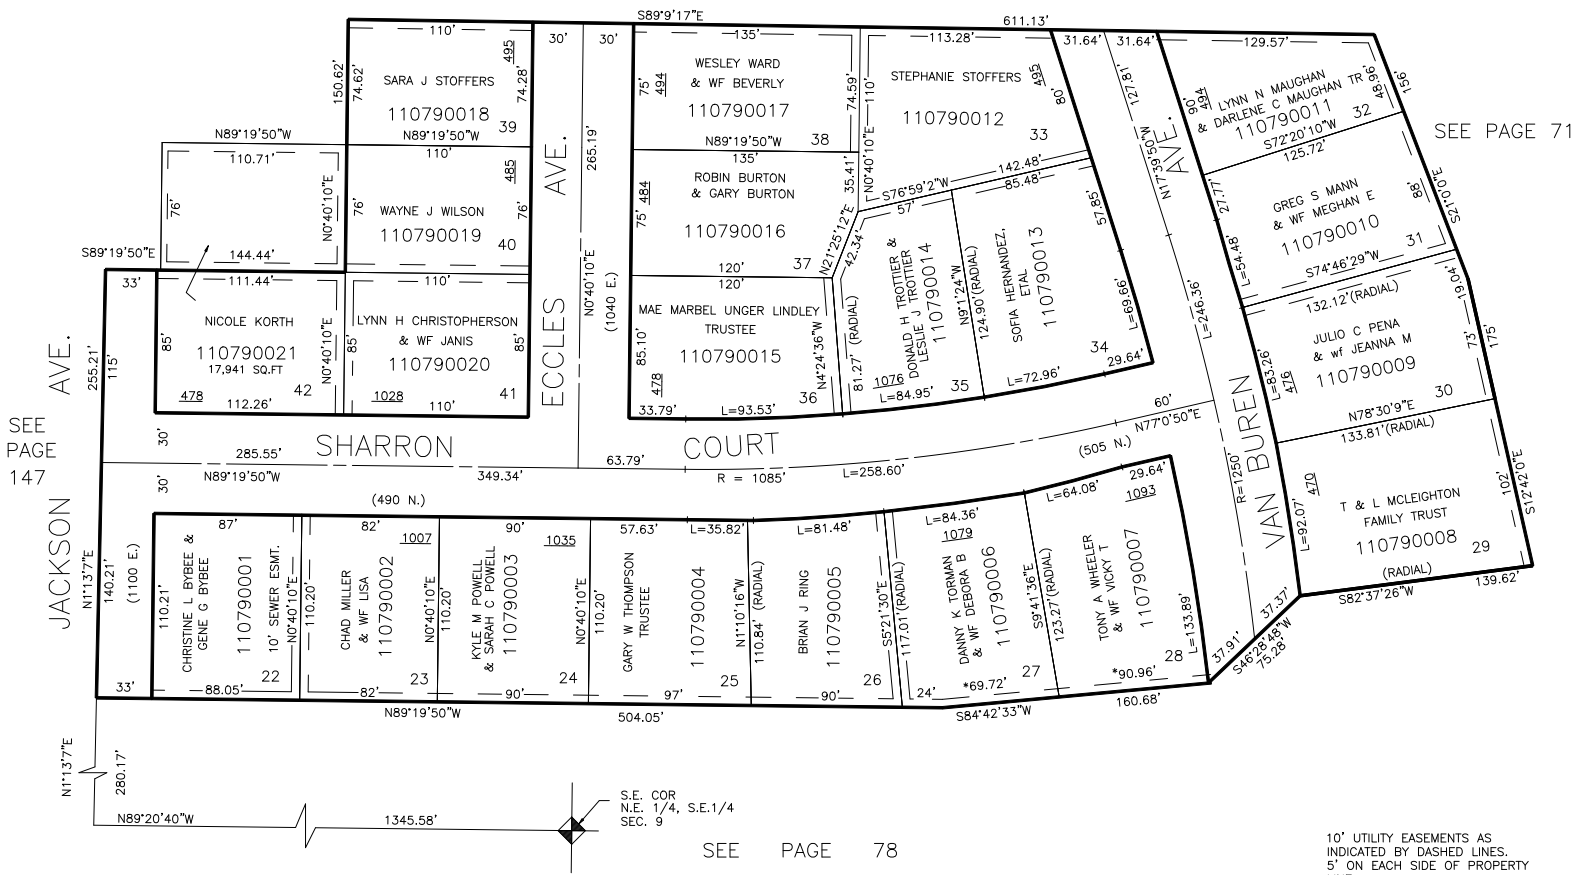 S89°9'17"E
611.13'
110'
495
150.62'
74.62'
74.28'
SARA J STOFFERS
110790018
39
30'
30'
135'
WESLEY WARD
& WF BEVERLY
110790017
75'
494
74.59'
N89°19'50"W
38
113.28'
STEPHANIE STOFFERS
110790012
495
80'
33
110'
N0°40'10"E
31.64'
31.64'
127.81'
N17°39'50"W
AVE.
129.57'
90'
494
LYNN N MAUGHAN
& DARLENE C MAUGHAN TR
110790011
32
48.96'
156'
S72°20'10"W
125.72'
SEE PAGE 71
N89°19'50"W
110.71'
76'
N0°40'10"E
N89°19'50"W
110'
485
76'
76'
WAYNE J WILSON
110790019
40
AVE.
265.19'
N0°40'10"E
(1040 E.)
ECCLES
135'
ROBIN BURTON
& GARY BURTON
110790016
75'
484
35.41'
120'
37
N21°25'12"E
42.34'
S76°59'2"W
142.48'
57'
85.48'
57.85'
27.77'
GREG S MANN
& WF MEGHAN E
110790010
31
88'
S21°0'0"E
S74°46'29"W
L=54.48'
S89°19'50"E
144.44'
33'
111.44'
NICOLE KORTH
110790021
17,941 SQ.FT
85'
N0°40'10"E
478
42
112.26'
110'
LYNN H CHRISTOPHERSON
& WF JANIS
110790020
85'
85'
1028
41
110'
120'
MAE MARBEL UNGER LINDLEY
TRUSTEE
110790015
85.10'
478
N4°24'36"W
36
33.79'
L=93.53'
81.27' (RADIAL)
DONALD H TROTTIER &
LESLIE J TROTTIER
110790014
1076
35
L=84.95'
N9°1'24"W
124.90'(RADIAL)
SOFIA HERNANDEZ,
ETAL
110790013
34
L=69.66'
29.64'
L=72.96'
L=246.36'
132.12'(RADIAL)
19.04'
JULIO C PENA
& wf JEANNA M
110790009
L=83.26'
476
73'
175'
30
N78°30'9"E
133.81'(RADIAL)
JACKSON AVE.
255.21'
115'
SEE
PAGE
147
30'
30'
SHARRON COURT
285.55'
N89°19'50"W
349.34'
63.79'
R = 1085'
L=258.60'
(505 N.)
N77°0'50"E
60'
(490 N.)
VAN BUREN
R=1250'
L=92.07'
470
T & L MCLEIGHTON
FAMILY TRUST
110790008
29
102'
S12°42'0"E
(RADIAL)
S82°37'26"W
139.62'
N1°13'7"E
140.21'
(1100 E.)
110.21'
87'
CHRISTINE L BYBEE &
GENE G BYBEE
110790001
10' SEWER ESMT.
N0°40'10"E
22
33'
88.05'
82'
1007
110.20'
CHAD MILLER
& WF LISA
110790002
N0°40'10"E
23
82'
90'
1035
110.20'
KYLE M POWELL
& SARAH C POWELL
110790003
N0°40'10"E
24
90'
57.63'
L=35.82'
110.20'
GARY W THOMPSON
TRUSTEE
110790004
N1°10'16"W
25
97'
L=81.48'
110.84' (RADIAL)
BRIAN J RING
110790005
S5°21'30"E
26
90'
L=84.36'
1079
117.01'(RADIAL)
DANNY K TORMAN
& WF DEBORA B
110790006
S9°41'36"E
27
24'
*69.72'
L=64.08'
29.64'
1093
123.27'(RADIAL)
TONY A WHEELER
& WF VICKY T
110790007
L=133.89'
28
*90.96'
37.37'
37.91'
S46°28'48"W
75.28'
N89°19'50"W
504.05'
S84°42'33"W
160.68'
N1°13'7"E
280.17'
N89°20'40"W
1345.58'
S.E. COR
N.E. 1/4, S.E.1/4
SEC. 9
SEE PAGE 78
10' UTILITY EASEMENTS AS
INDICATED BY DASHED LINES.
5' ON EACH SIDE OF PROPERTY